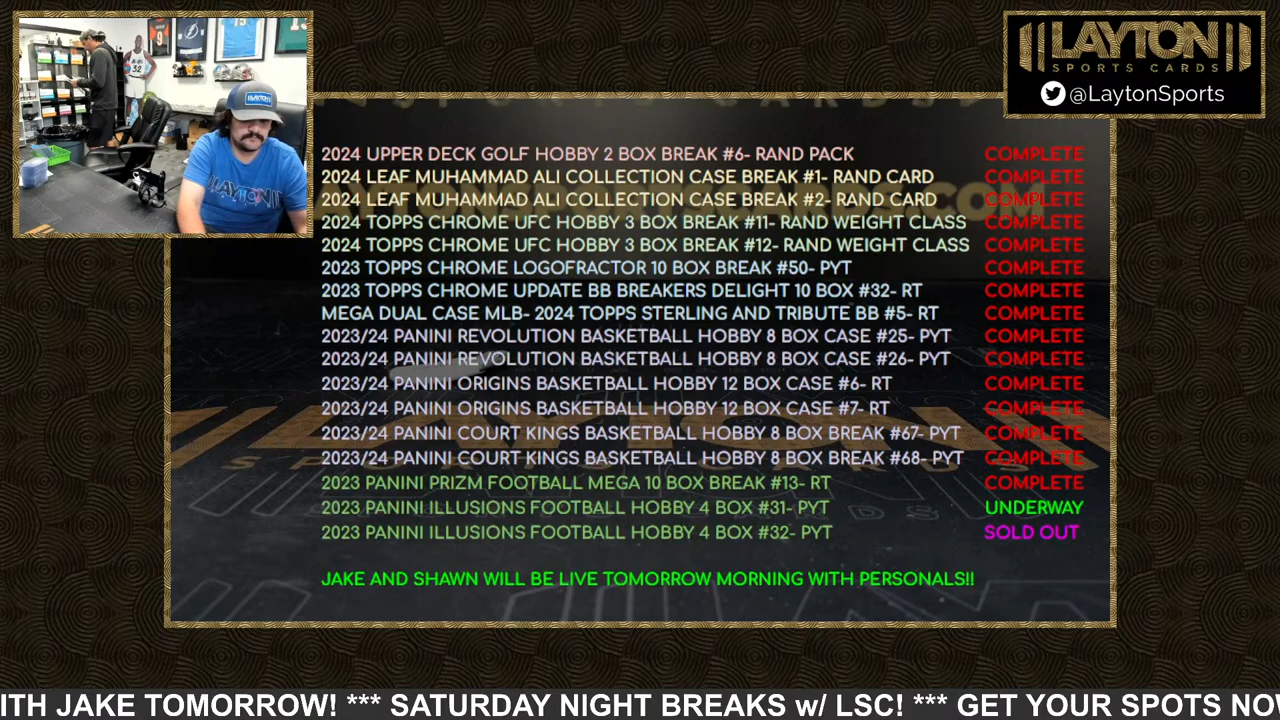 LAYTON
SPORTS CARDS
@LaytonSports
2024 UPPER DECK GOLF HOBBY 2 BOX BREAK #6- RAND PACK COMPLETE
2024 LEAF MUHAMMAD ALI COLLECTION CASE BREAK #1- RAND CARD COMPLETE
2024 LEAF MUHAMMAD ALI COLLECTION CASE BREAK #2- RAND CARD COMPLETE
2024 TOPPS CHROME UFC HOBBY 3 BOX BREAK #11- RAND WEIGHT CLASS COMPLETE
2024 TOPPS CHROME UFC HOBBY 3 BOX BREAK #12- RAND WEIGHT CLASS COMPLETE
2023 TOPPS CHROME LOGOFRACTOR 10 BOX BREAK #50- PYT COMPLETE
2023 TOPPS CHROME UPDATE BB BREAKERS DELIGHT 10 BOX #32- RT COMPLETE
MEGA DUAL CASE MLB- 2024 TOPPS STERLING AND TRIBUTE BB #5- RT COMPLETE
2023/24 PANINI REVOLUTION BASKETBALL HOBBY 8 BOX CASE #25- PYT COMPLETE
2023/24 PANINI REVOLUTION BASKETBALL HOBBY 8 BOX CASE #26- PYT COMPLETE
2023/24 PANINI ORIGINS BASKETBALL HOBBY 12 BOX CASE #6- RT COMPLETE
2023/24 PANINI ORIGINS BASKETBALL HOBBY 12 BOX CASE #7- RT COMPLETE
2023/24 PANINI COURT KINGS BASKETBALL HOBBY 8 BOX BREAK #67- PYT COMPLETE
2023/24 PANINI COURT KINGS BASKETBALL HOBBY 8 BOX BREAK #68- PYT COMPLETE
2023 PANINI PRIZM FOOTBALL MEGA 10 BOX BREAK #13- RT COMPLETE
2023 PANINI ILLUSIONS FOOTBALL HOBBY 4 BOX #31- PYT UNDERWAY
2023 PANINI ILLUSIONS FOOTBALL HOBBY 4 BOX #32- PYT SOLD OUT
JAKE AND SHAWN WILL BE LIVE TOMORROW MORNING WITH PERSONALS!!
ITH JAKE TOMORROW! *** SATURDAY NIGHT BREAKS w/ LSC! *** GET YOUR SPOTS NOW